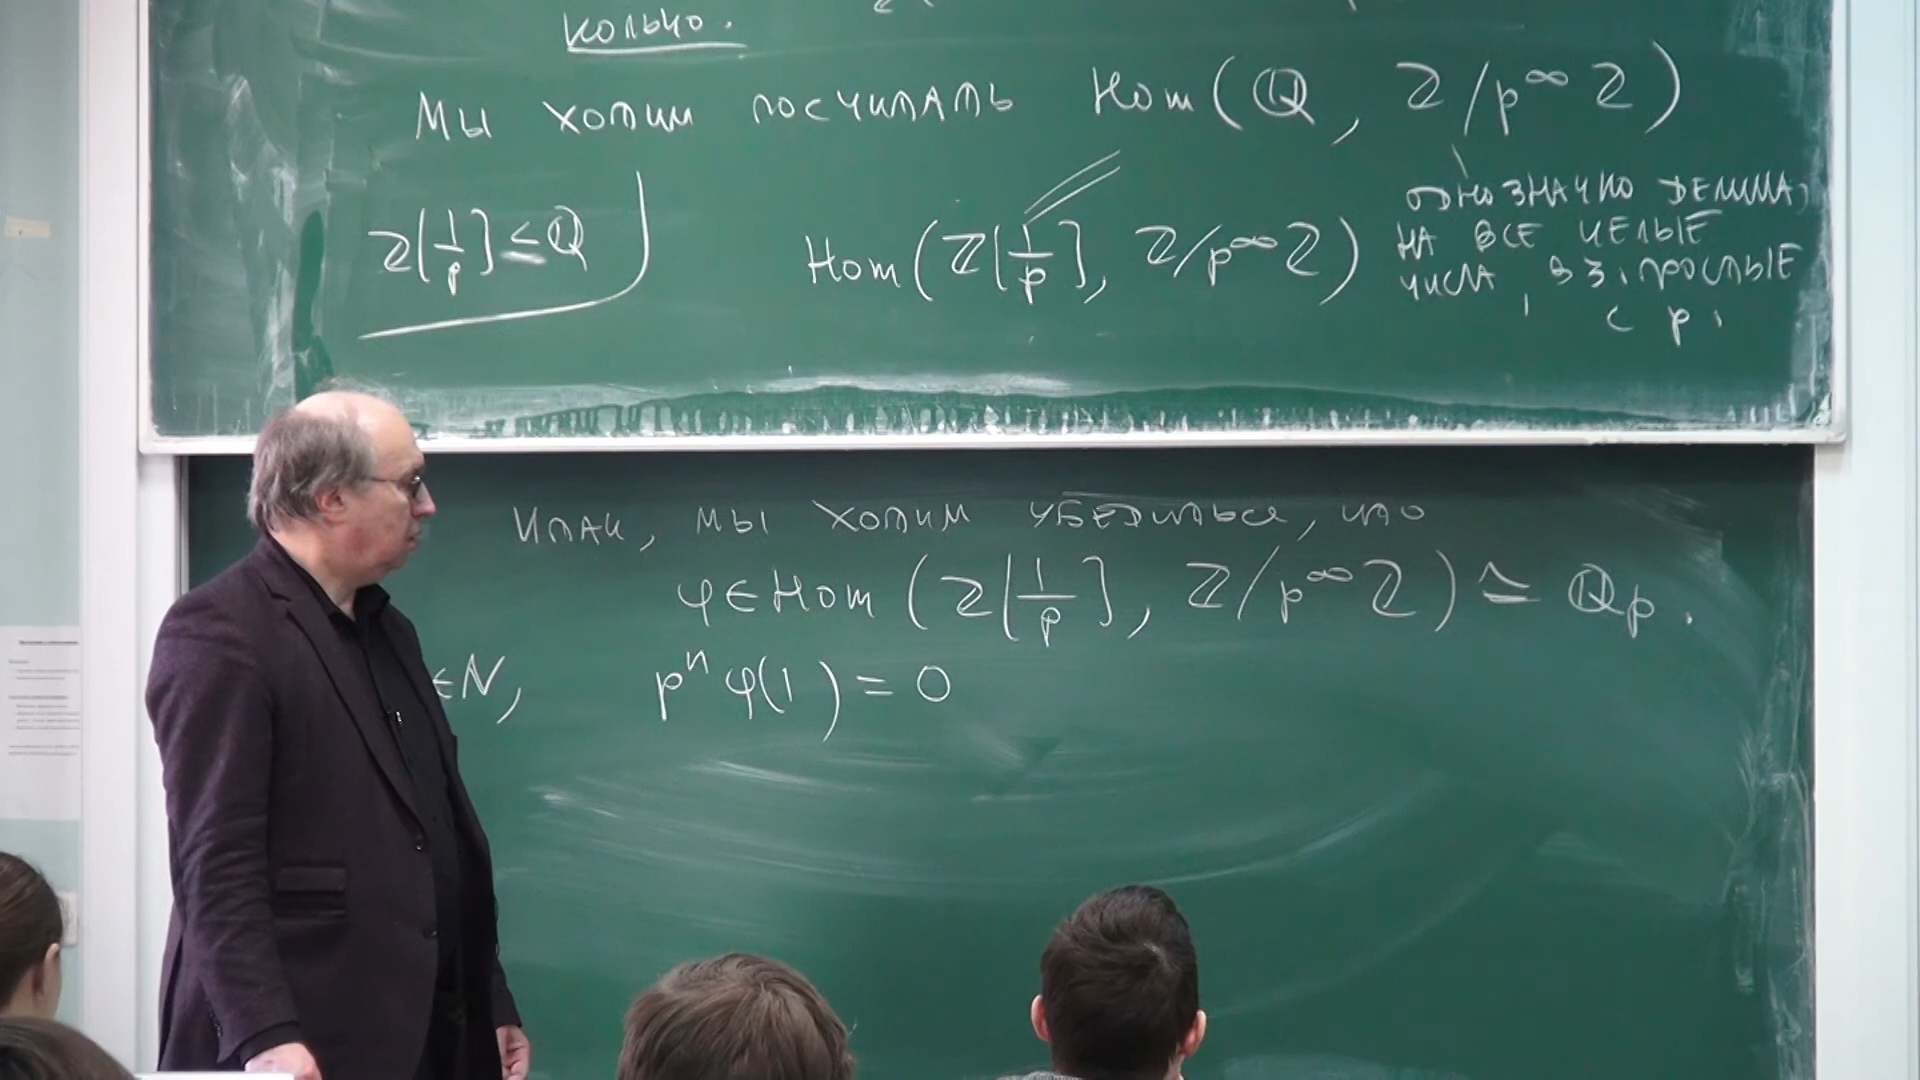 кольцо.
Мы хотим посчитать Hom(ℚ, ℤ/p^∞ℤ)
ℤ[1/p] ≤ ℚ
Hom(ℤ[1/p], ℤ/p^∞ℤ)
однозначно делима,
на все целые
числа, вз. простые
с p.
Итак, мы хотим убедиться, что
φ∈Hom(ℤ[1/p], ℤ/p^∞ℤ) ≃ ℚp.
∈N, p^n φ(1) = 0